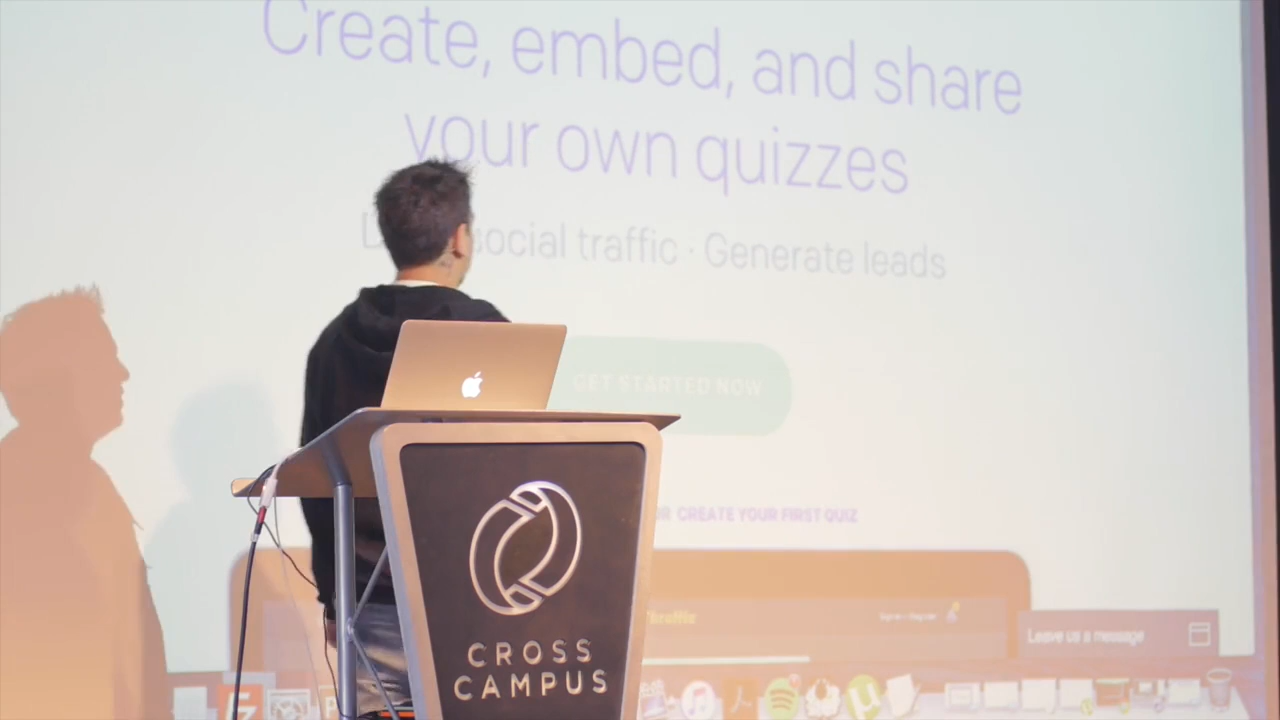 Create, embed, and share
your own quizzes
social traffic · Generate leads
GET STARTED NOW
OR CREATE YOUR FIRST QUIZ
Leave us a message
CROSS
CAMPUS